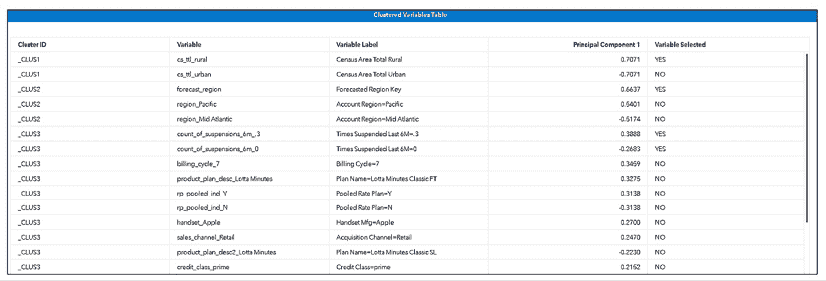 Clustered Variables Table
Cluster ID Variable Variable Label Principal Component 1 Variable Selected
_CLUS1 ca_ttl_rural Census Area Total Rural 0.7071 YES
_CLUS1 ca_ttl_urban Census Area Total Urban -0.7071 NO
_CLUS2 forecast_region Forecasted Region Key 0.6637 YES
_CLUS2 region_Pacific Account Region=Pacific 0.5401 NO
_CLUS2 region_Mid Atlantic Account Region=Mid Atlantic -0.5174 NO
_CLUS3 count_of_suspensions_6m_.3 Times Suspended Last 6M=.3 0.3888 YES
_CLUS3 count_of_suspensions_6m_0 Times Suspended Last 6M=0 -0.2683 YES
_CLUS3 billing_cycle_7 Billing Cycle=7 0.3459 NO
_CLUS3 product_plan_desc_Lotta Minutes Plan Name=Lotta Minutes Classic FT 0.3275 NO
_CLUS3 rp_pooled_ind_Y Pooled Rate Plan=Y 0.3138 NO
_CLUS3 rp_pooled_ind_N Pooled Rate Plan=N -0.3138 NO
_CLUS3 handset_Apple Handset Mfg=Apple 0.2700 NO
_CLUS3 sales_channel_Retail Acquisition Channel=Retail 0.2470 NO
_CLUS3 product_plan_desc2_Lotta Minutes Plan Name=Lotta Minutes Classic SL -0.2230 NO
_CLUS3 credit_class_prime Credit Class=prime 0.2152 NO